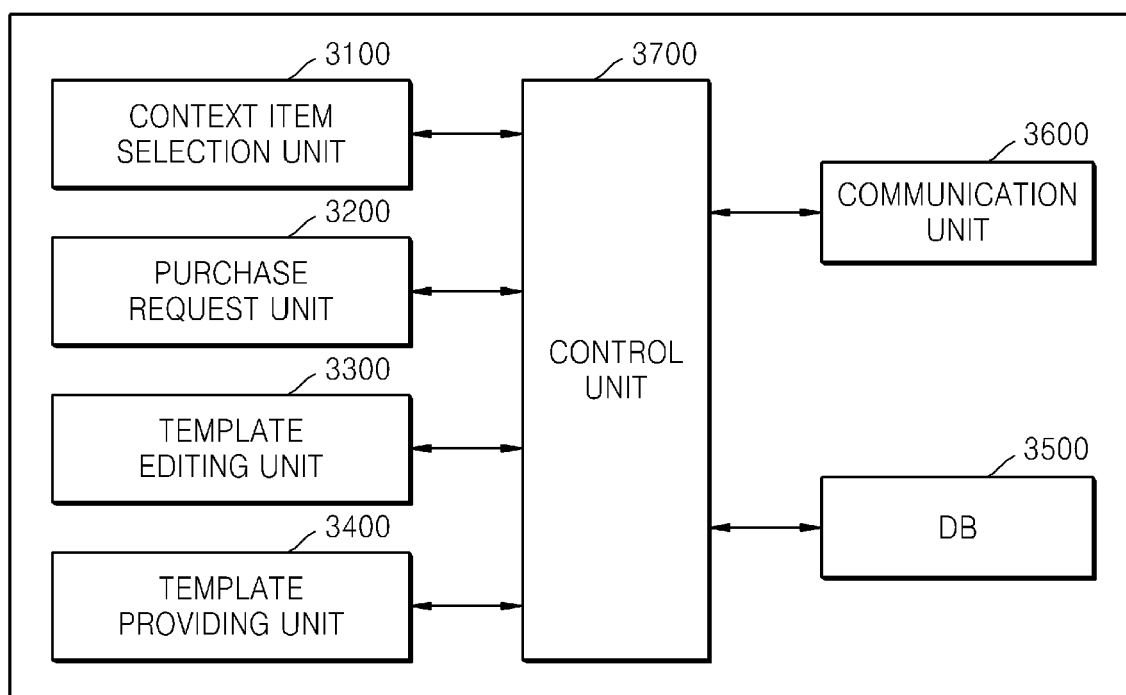 3100
CONTEXT ITEM
SELECTION UNIT
3200
PURCHASE
REQUEST UNIT
3300
TEMPLATE
EDITING UNIT
3400
TEMPLATE
PROVIDING UNIT
3700
CONTROL
UNIT
3600
COMMUNICATION
UNIT
3500
DB